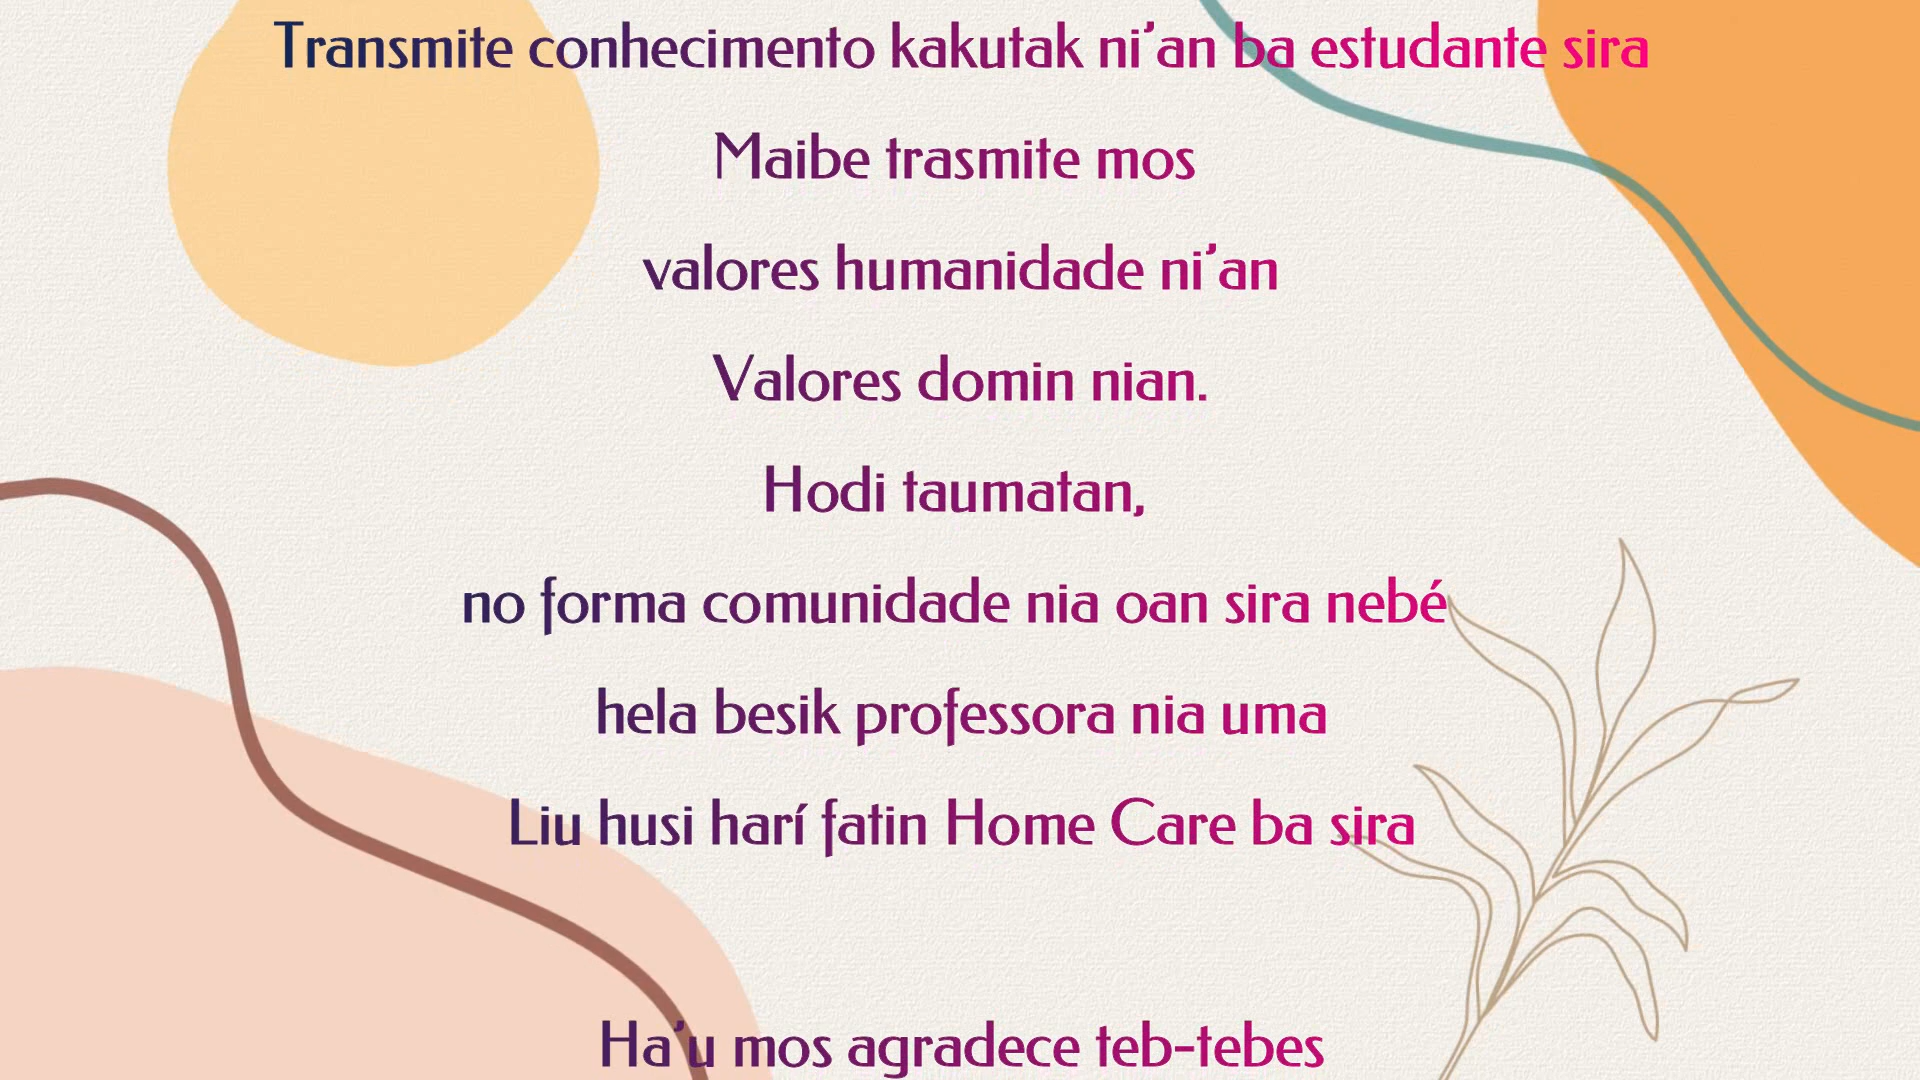 Transmite conhecimento kakutak ni'an ba estudante sira
Maibe trasmite mos
valores humanidade ni'an
Valores domin nian.
Hodi taumatan,
no forma comunidade nia oan sira nebé
hela besik professora nia uma
Liu husi harí fatin Home Care ba sira
Ha'u mos agradece teb-tebes